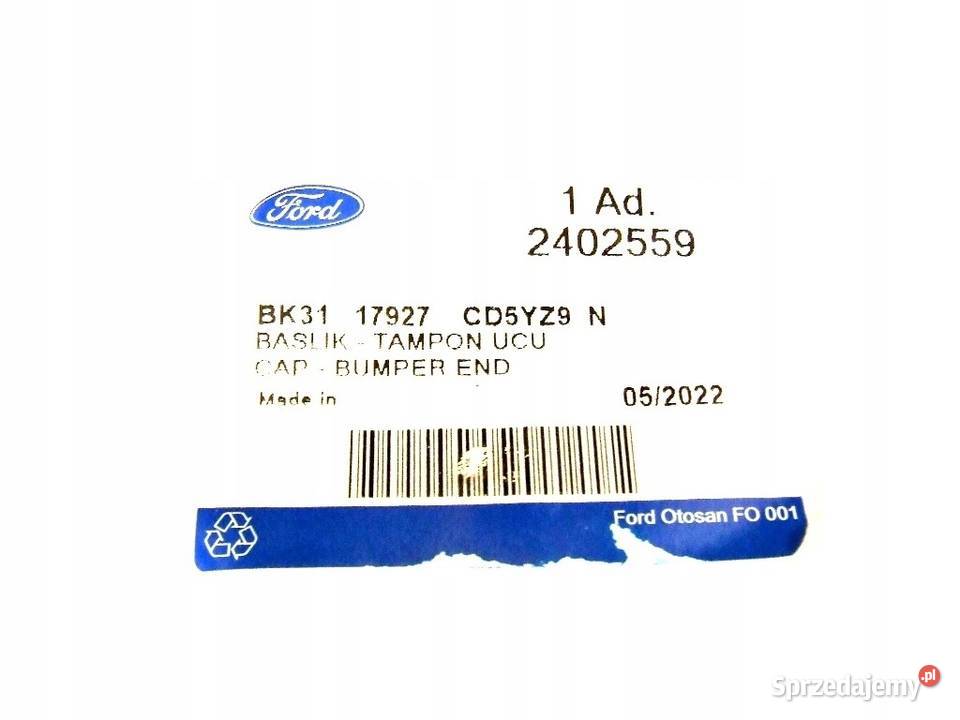 Ford
1 Ad.
2402559
BK31 17927 CD5YZ9 N
BASLIK - TAMPON UCU
CAP - BUMPER END
Made in
05/2022
Ford Otosan FO 001
Sprzedajemy.pl